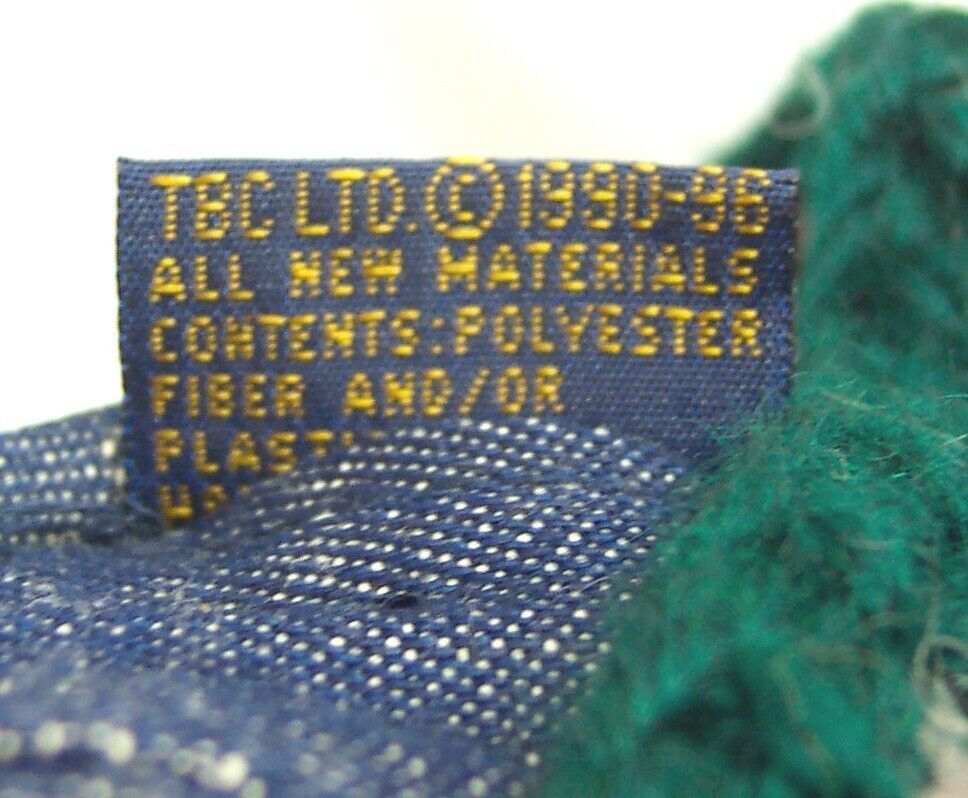 TBC LTD. © 1990-96
ALL NEW MATERIALS
CONTENTS: POLYESTER
FIBER AND/OR